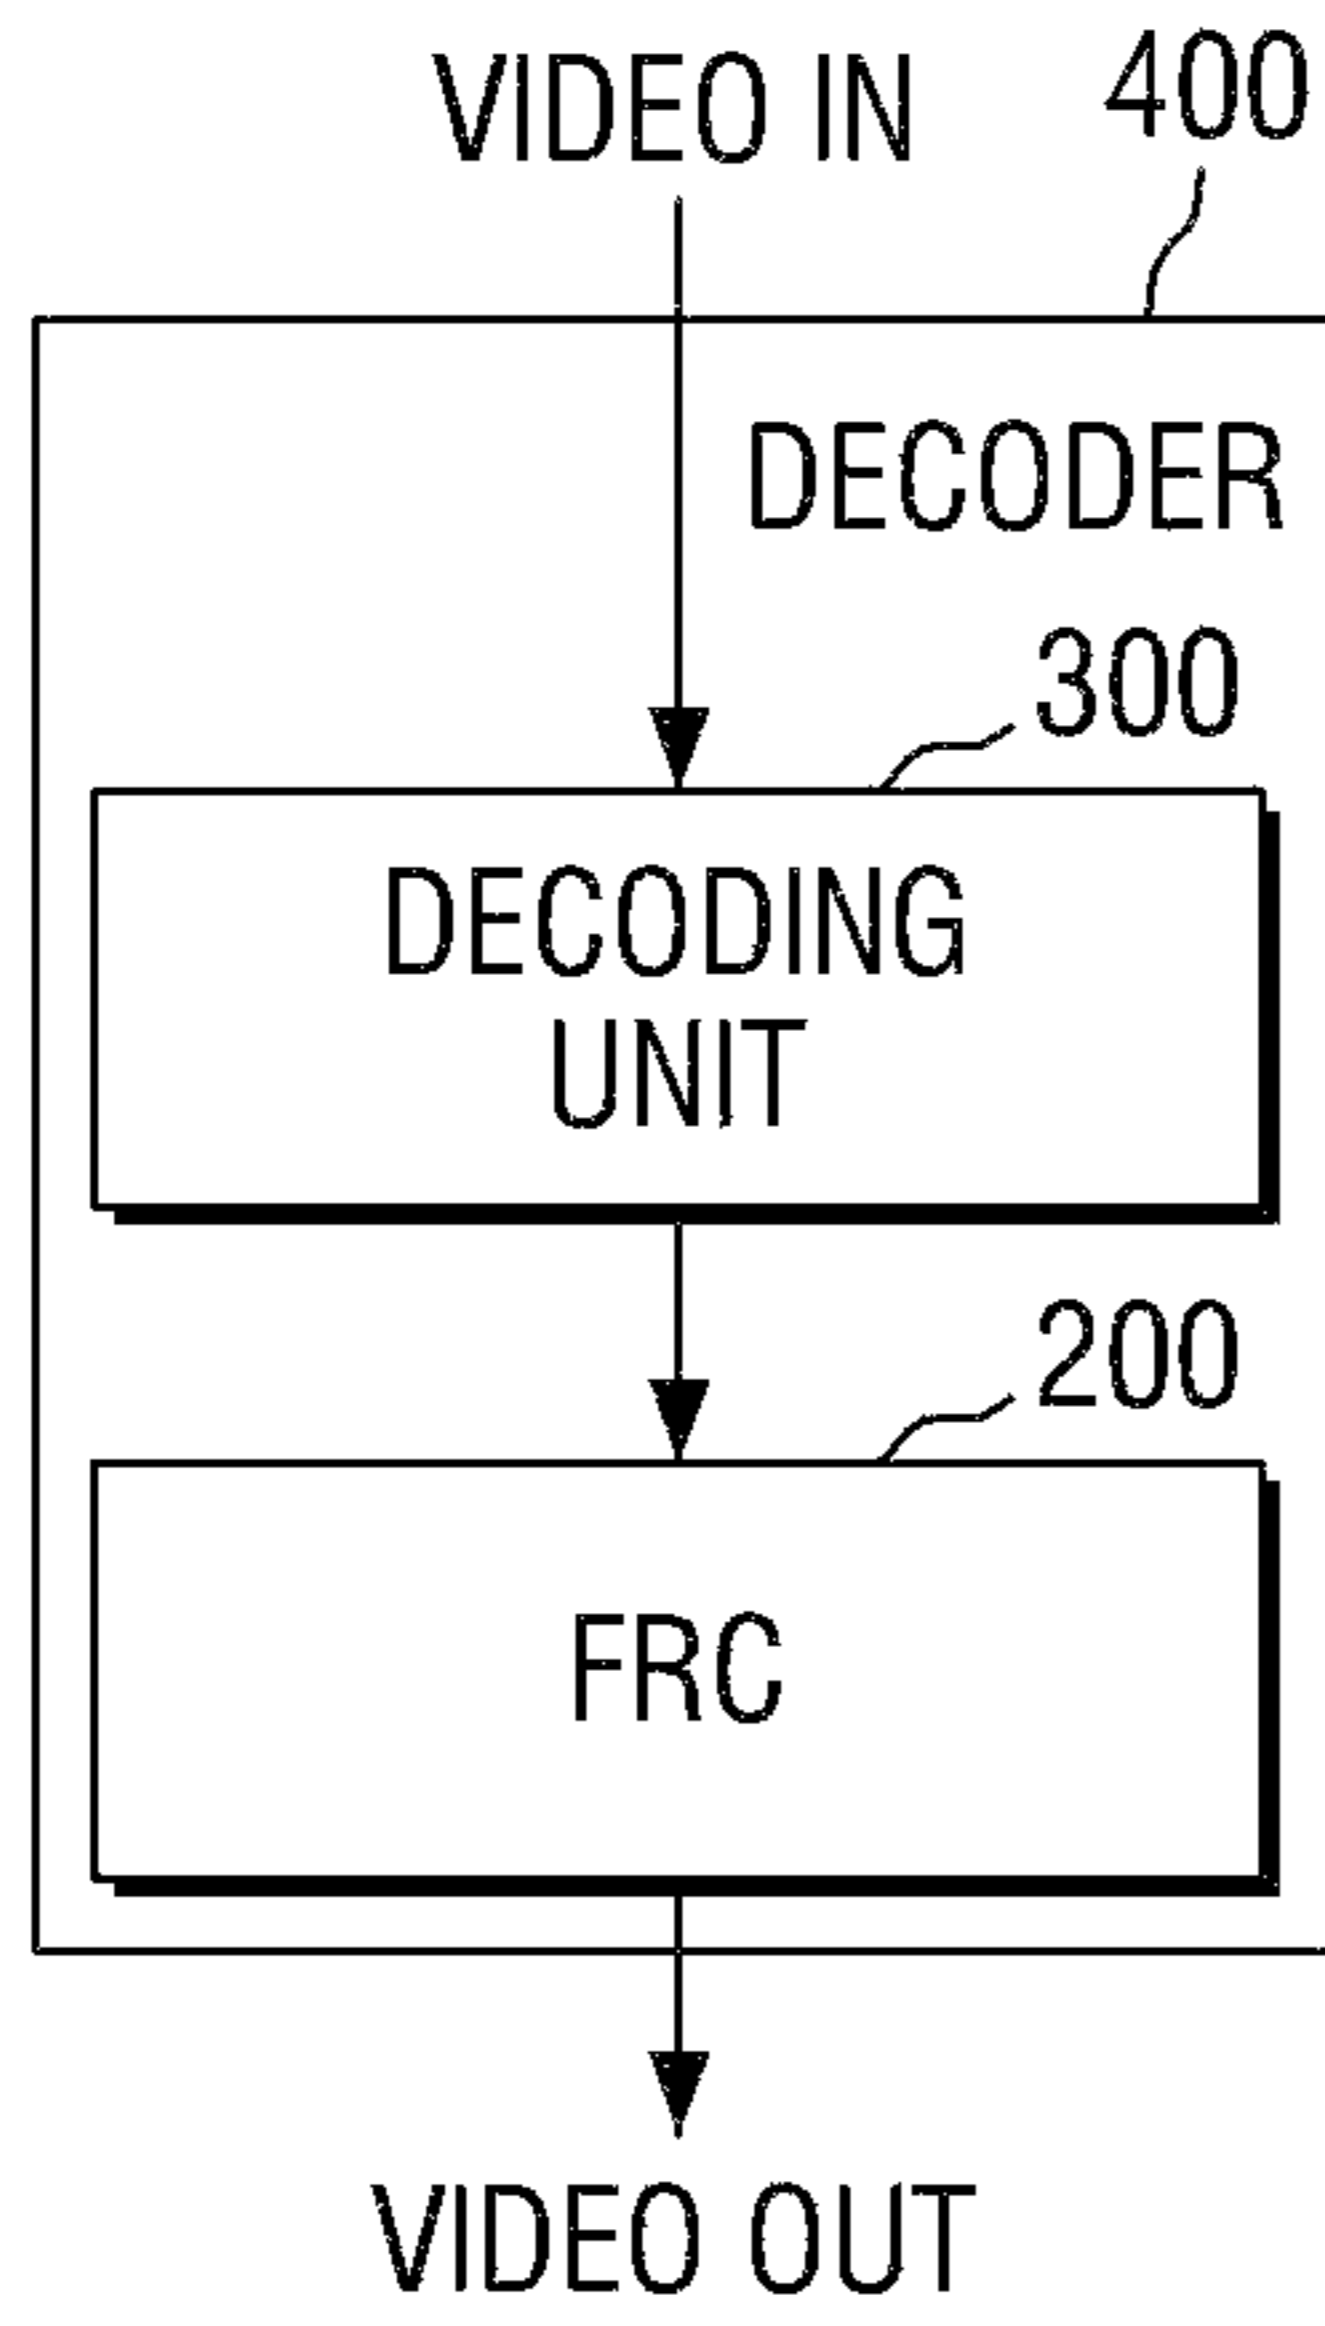 VIDEO IN
400
DECODER
300
DECODING
UNIT
200
FRC
VIDEO OUT